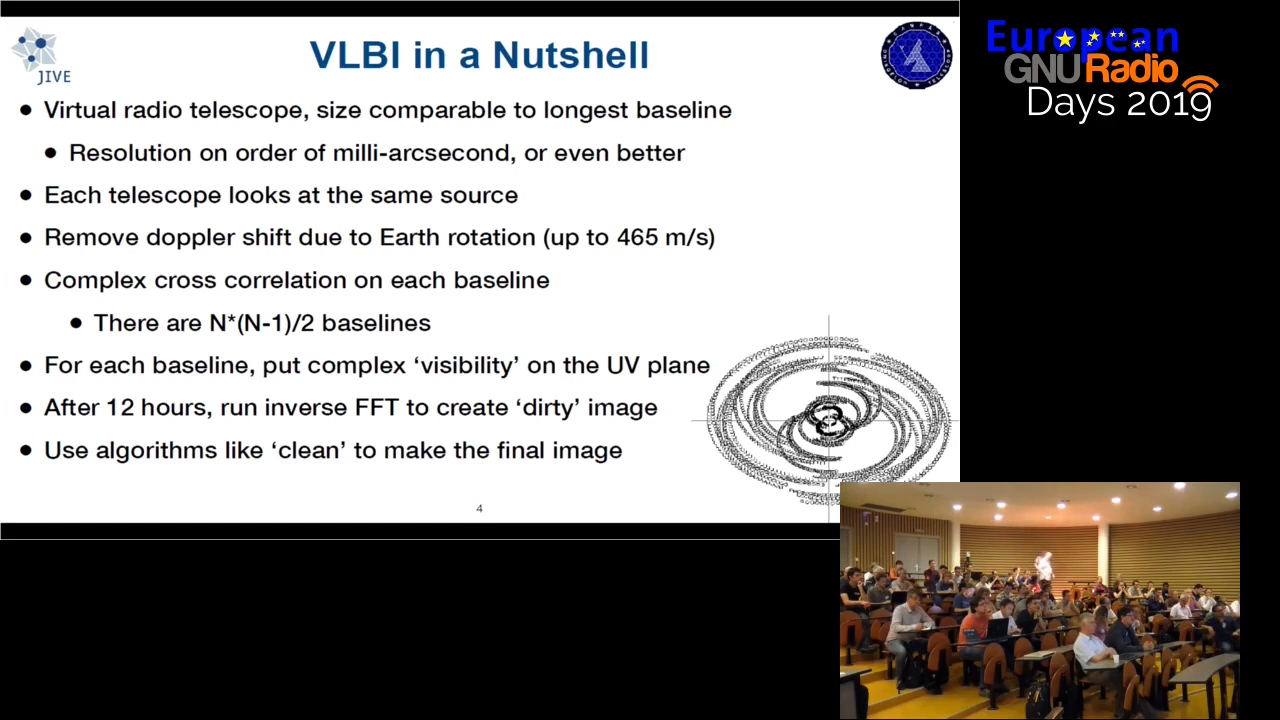 JIVE
VLBI in a Nutshell
• Virtual radio telescope, size comparable to longest baseline
• Resolution on order of milli-arcsecond, or even better
• Each telescope looks at the same source
• Remove doppler shift due to Earth rotation (up to 465 m/s)
• Complex cross correlation on each baseline
• There are N*(N-1)/2 baselines
• For each baseline, put complex ‘visibility’ on the UV plane
• After 12 hours, run inverse FFT to create ‘dirty’ image
• Use algorithms like ‘clean’ to make the final image
4
European
GNURadio
Days 2019